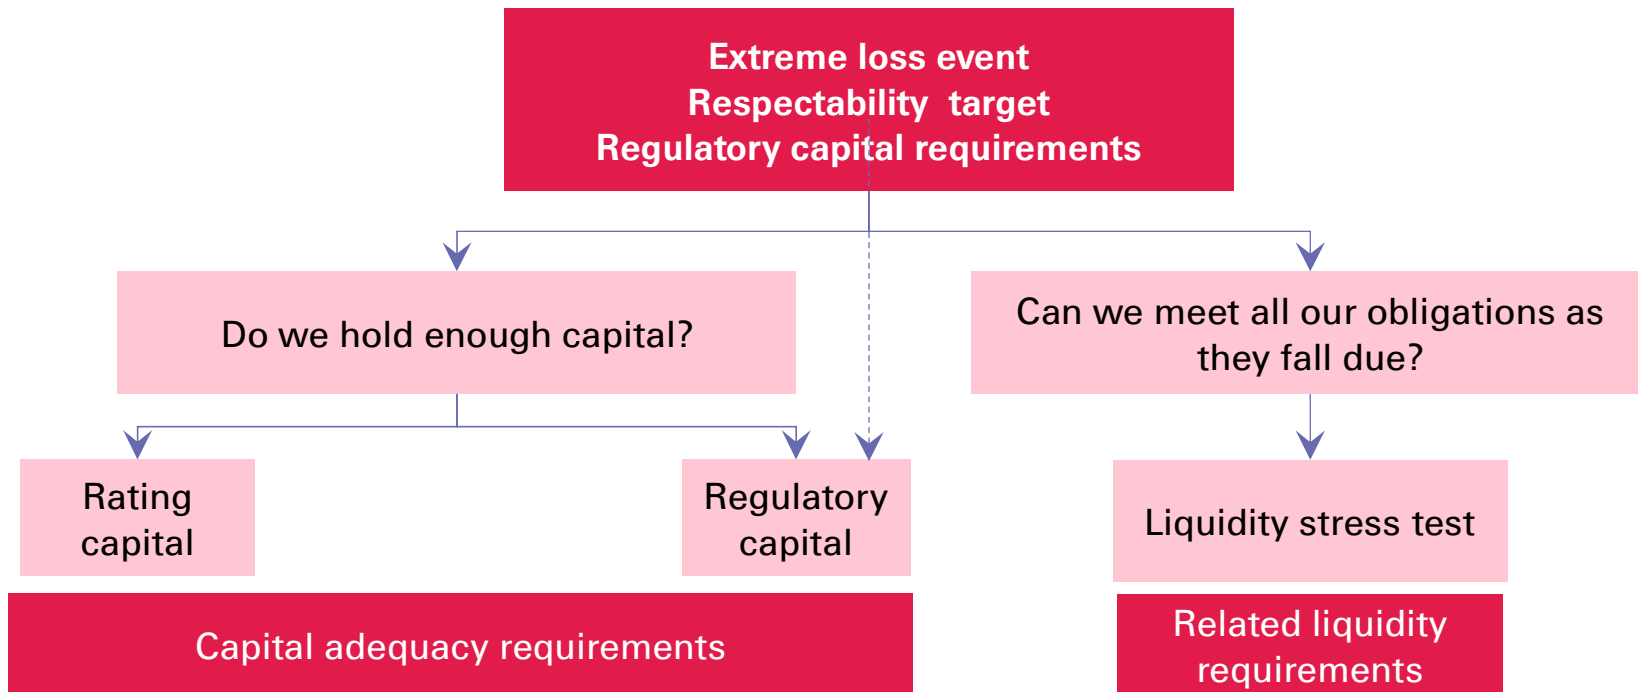 Extreme loss event
Respectability target
Regulatory capital requirements
Do we hold enough capital?
Can we meet all our obligations as
they fall due?
Rating
capital
Regulatory
capital
Liquidity stress test
Capital adequacy requirements
Related liquidity
requirements